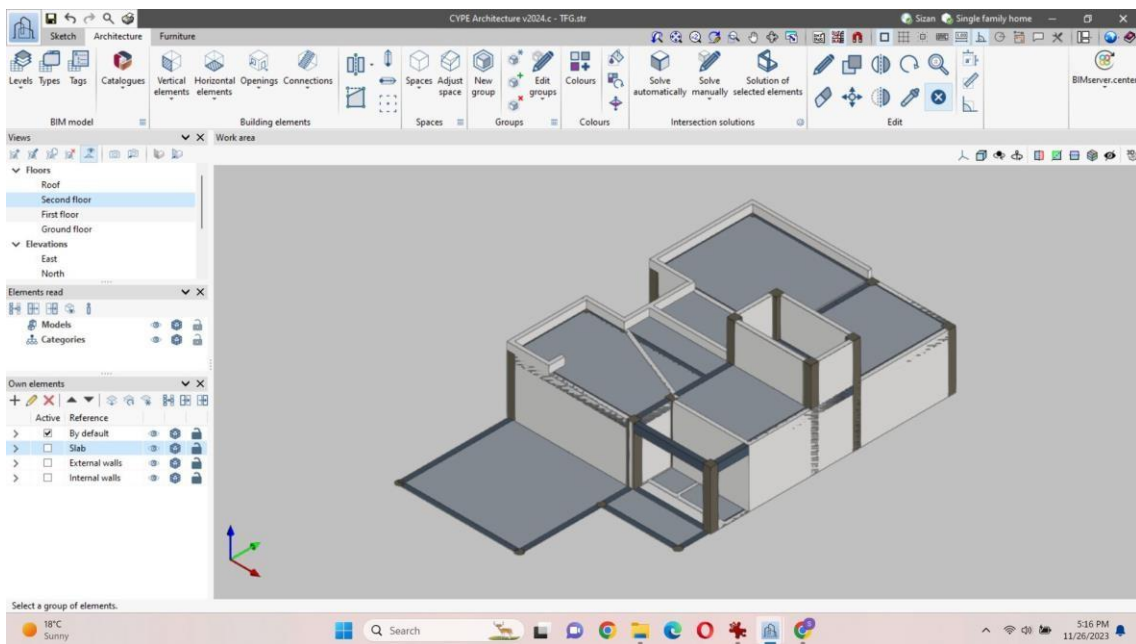 CYPE Architecture v2024.c - TFG.str
Sizan
Single family home
Sketch
Architecture
Furniture
Levels
Types
Tags
Catalogues
Vertical elements
Horizontal elements
Openings
Connections
Spaces
Adjust space
New group
Edit groups
Colours
Solve automatically
Solve manually
Solution of selected elements
BIMserver.center
BIM model
Building elements
Spaces
Groups
Colours
Intersection solutions
Edit
Views
Work area
Floors
Roof
Second floor
First floor
Ground floor
Elevations
East
North
Elements read
Models
Categories
Own elements
Active Reference
By default
Slab
External walls
Internal walls
Select a group of elements.
18°C
Sunny
Search
5:16 PM
11/26/2023